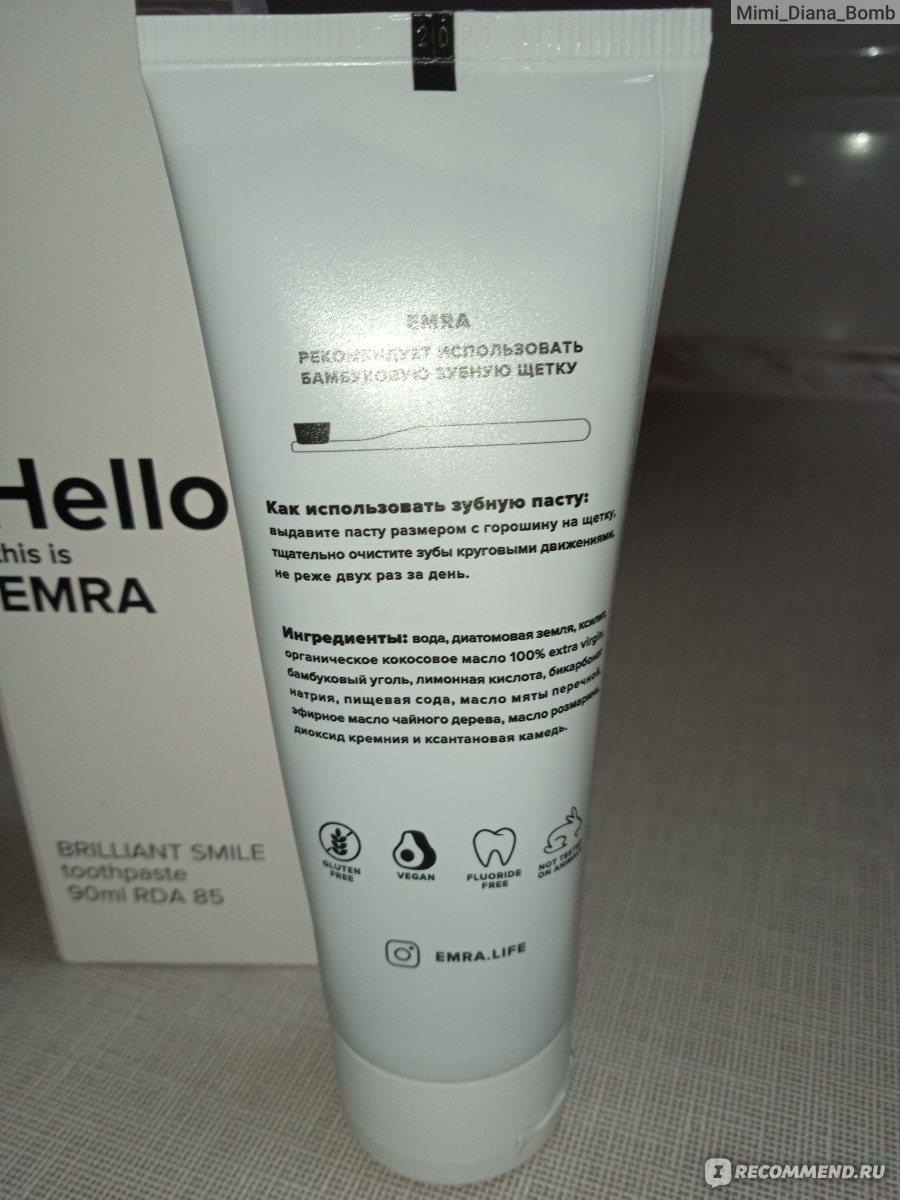 Mimi_Diana_Bomb
20
EMRA
РЕКОМЕНДУЕТ ИСПОЛЬЗОВАТЬ
БАМБУКОВУЮ ЗУБНУЮ ЩЕТКУ
Как использовать зубную пасту:
выдавите пасту размером с горошину на щетку,
тщательно очистите зубы круговыми движениями,
не реже двух раз за день.
Ингредиенты: вода, диатомовая земля, ксилит,
органическое кокосовое масло 100% extra virgin,
бамбуковый уголь, лимонная кислота, бикарбонат
натрия, пищевая сода, масло мяты перечной,
эфирное масло чайного дерева, масло розмарина,
диоксид кремния и ксантановая камедь.
GLUTEN
FREE
VEGAN
FLUORIDE
FREE
NOT TESTED
ON ANIMALS
EMRA.LIFE
Hello
this is
EMRA
BRILLIANT SMILE
toothpaste
90ml RDA 85
IRECOMMEND.RU